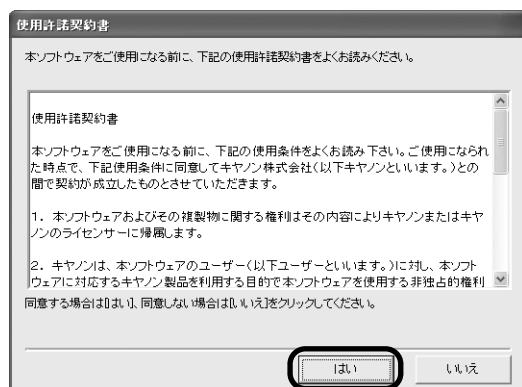 使用許諾契約書
本ソフトウェアをご使用になる前に、下記の使用許諾契約書をよくお読みください。
使用許諾契約書
本ソフトウェアをご使用になる前に、下記の使用条件をよくお読み下さい。ご使用になられ
た時点で、下記使用条件に同意してキヤノン株式会社(以下キヤノンといいます。)との
間で契約が成立したものとさせていただきます。
1. 本ソフトウェアおよびその複製物に関する権利はその内容によりキヤノンまたはキヤ
ノンのライセンサーに帰属します。
2. キヤノンは、本ソフトウェアのユーザー(以下ユーザーといいます。)に対し、本ソフト
ウェアに対応するキヤノン製品を利用する目的で本ソフトウェアを使用する非独占的権利
同意する場合は[はい]、同意しない場合は[いいえ]をクリックしてください。
はい
いいえ